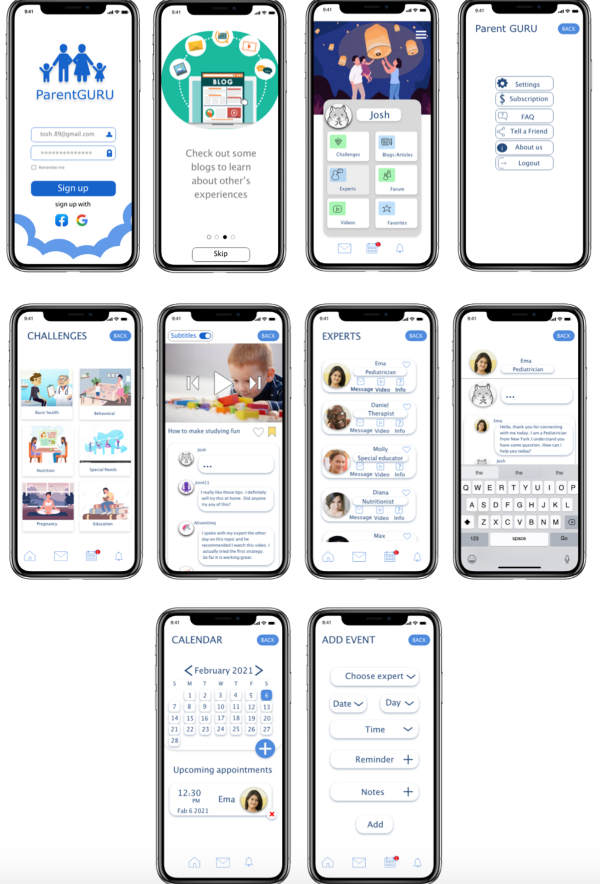 9:41
ParentGURU
tosh.89@gmail.com
Remember me
Sign up
sign up with
9:41
BLOG
Check out some
blogs to learn
about other's
experiences
Skip
9:41
Josh
Challenges
Blogs/Articles
Experts
Forum
Videos
Favorites
9:41
Parent GURU
BACK
Settings
Subscription
FAQ
Tell a Friend
About us
Logout
9:41
CHALLENGES
BACK
Basic health
Behavioral
Nutrition
Special Needs
Pregnancy
Education
9:41
Subtitles
BACK
How to make studying fun
Josh
...
Jon611
I really like those tips. I definitely
will try this at home. Did anyone
try any of this?
I spoke with my expert the other
day on this topic and he
recommended I watch this video. I
actually tried the first strategy.
So far it is working great.
9:41
EXPERTS
BACK
Ema
Pediatrician
Message Video Info
Daniel
Therapist
Message Video Info
Molly
Special educator
Message Video Info
Diana
Nutritionist
Message Video Info
Max
9:41
BACK
Ema
Pediatrician
...
Ema
Hello, thank you for connecting
with me today. I am a Pediatrician
from New York. I understand you
have some question. How can I
help you today?
Josh
the the the
Q W E R T Y U I O P
A S D F G H J K L
Z X C V B N M
123 space Go
9:41
CALENDAR
BACK
February 2021
S M T W T F S
1 2 3 4 5 6
7 8 9 10 11 12 13
14 15 16 17 18 19 20
21 22 23 24 25 26 27
28
Upcoming appointments
12.30
PM
Ema
Fab 6 2021
9:41
ADD EVENT
BACK
Choose expert
Date Day
Time
Reminder
Notes
Add